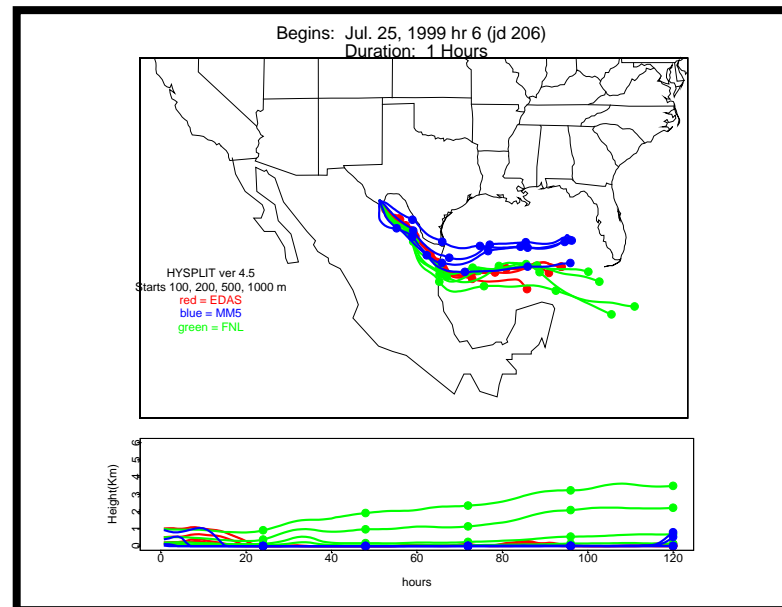 Begins:  Jul. 25, 1999 hr 6 (jd 206)
Duration:  1 Hours
HYSPLIT ver 4.5
Starts 100, 200, 500, 1000 m
red = EDAS
blue = MM5
green = FNL
Height(Km)
6
5
4
3
2
1
0
0 20 40 60 80 100 120
hours